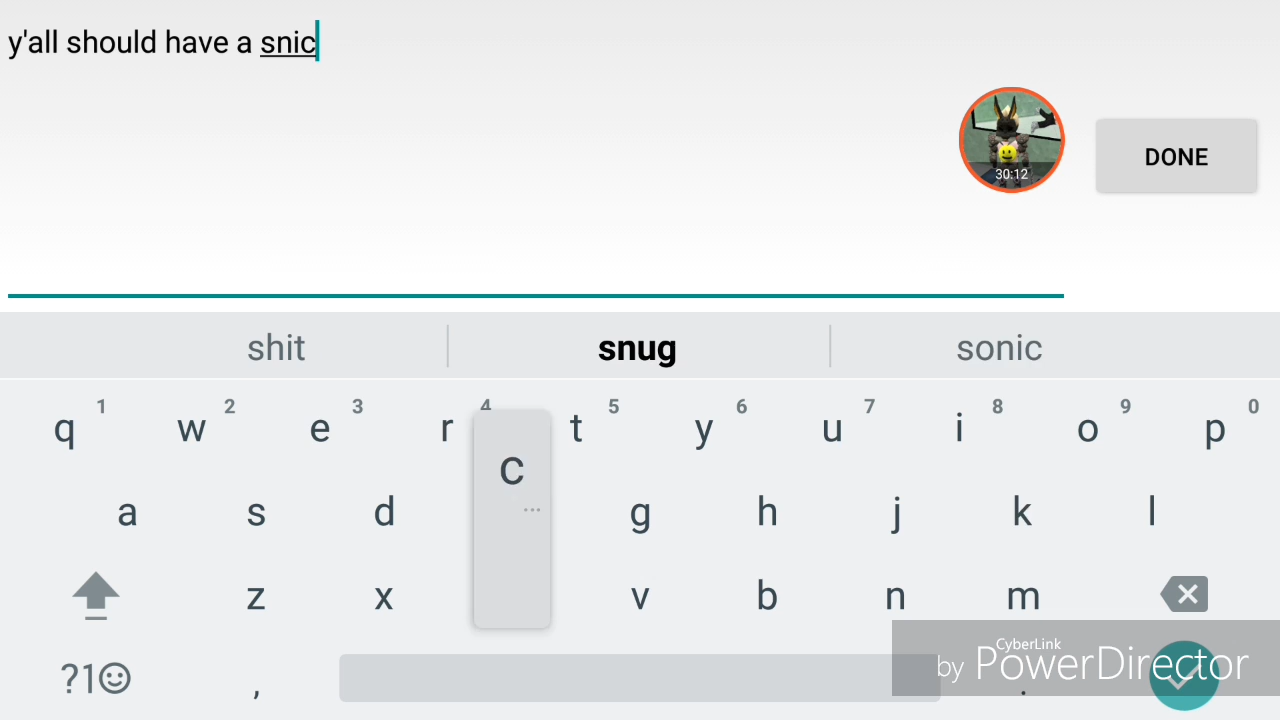 y'all should have a snic
30:12
DONE
shit snug sonic
1 2 3 4 5 6 7 8 9 0
q w e r t y u i o p
c
...
a s d g h j k l
z x v b n m
?1 , .
CyberLink
by PowerDirector